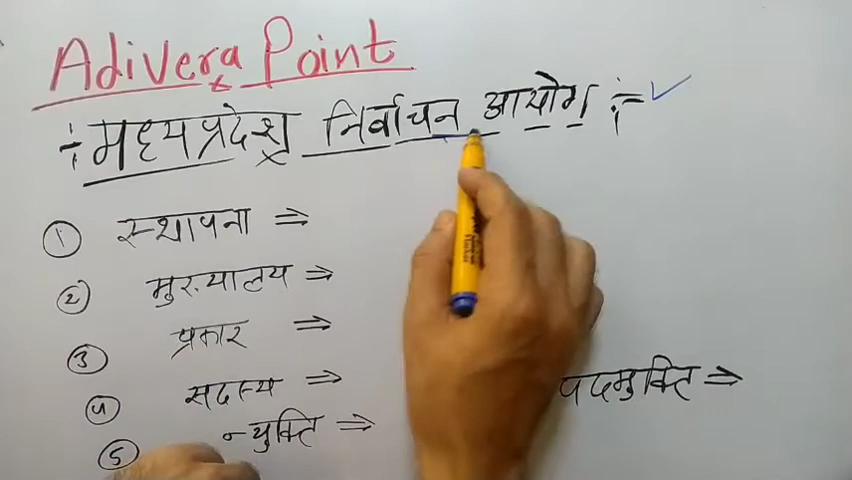 Adivera Point
÷ मध्यप्रदेश निर्वाचन आयोग ÷
① स्थापना ⇒
② मुख्यालय ⇒
③ प्रकार ⇒
④ सदस्य ⇒
पदमुक्ति ⇒
⑤ न्युक्ति ⇒